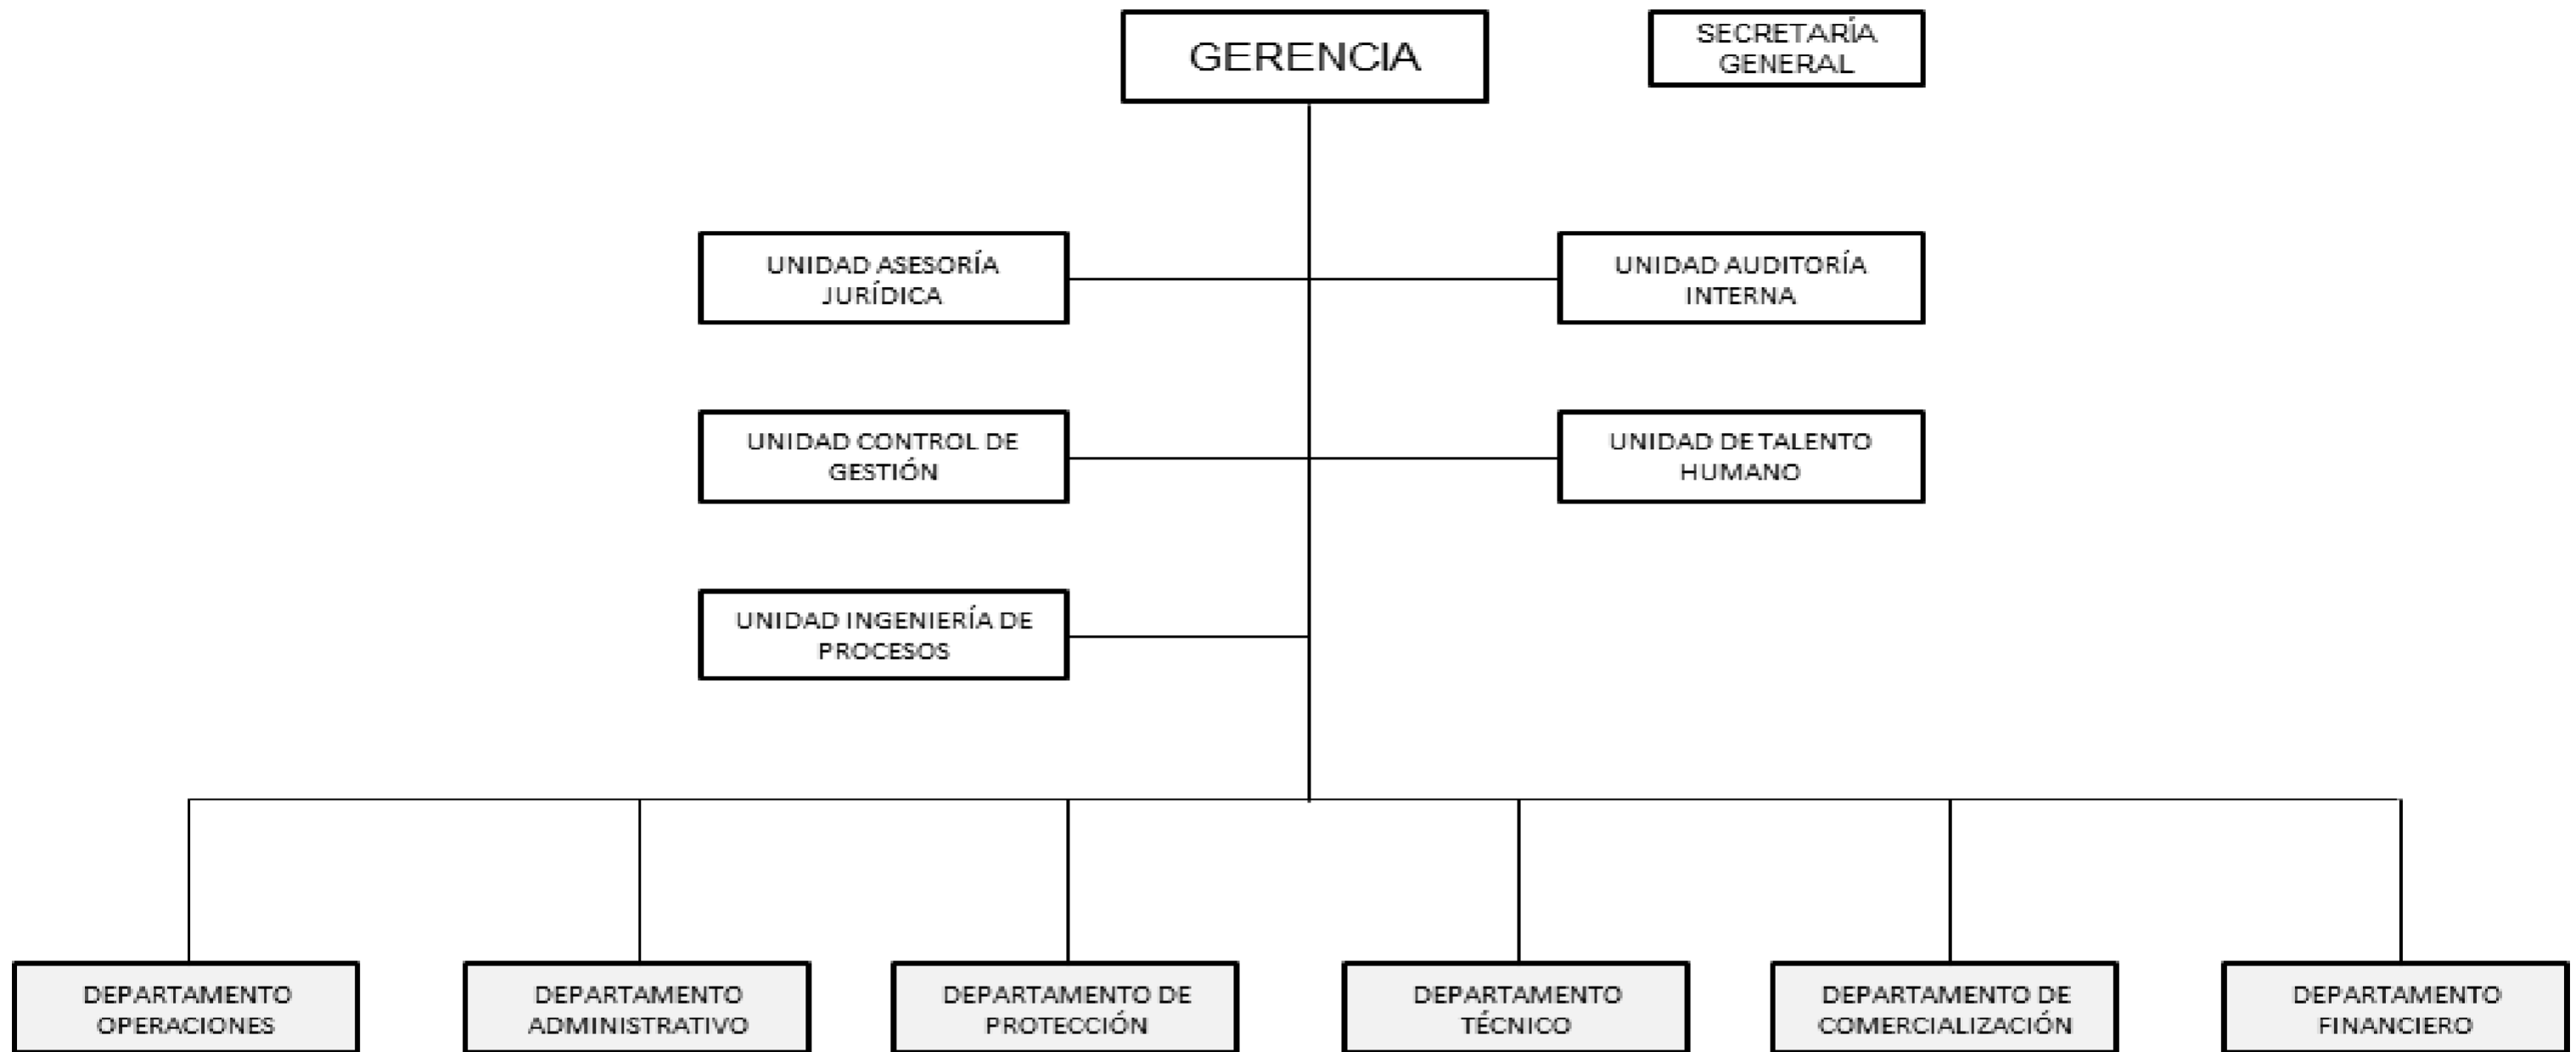 GERENCIA
SECRETARÍA
GENERAL
UNIDAD ASESORÍA
JURÍDICA
UNIDAD AUDITORÍA
INTERNA
UNIDAD CONTROL DE
GESTIÓN
UNIDAD DE TALENTO
HUMANO
UNIDAD INGENIERÍA DE
PROCESOS
DEPARTAMENTO
OPERACIONES
DEPARTAMENTO
ADMINISTRATIVO
DEPARTAMENTO DE
PROTECCIÓN
DEPARTAMENTO
TÉCNICO
DEPARTAMENTO DE
COMERCIALIZACIÓN
DEPARTAMENTO
FINANCIERO